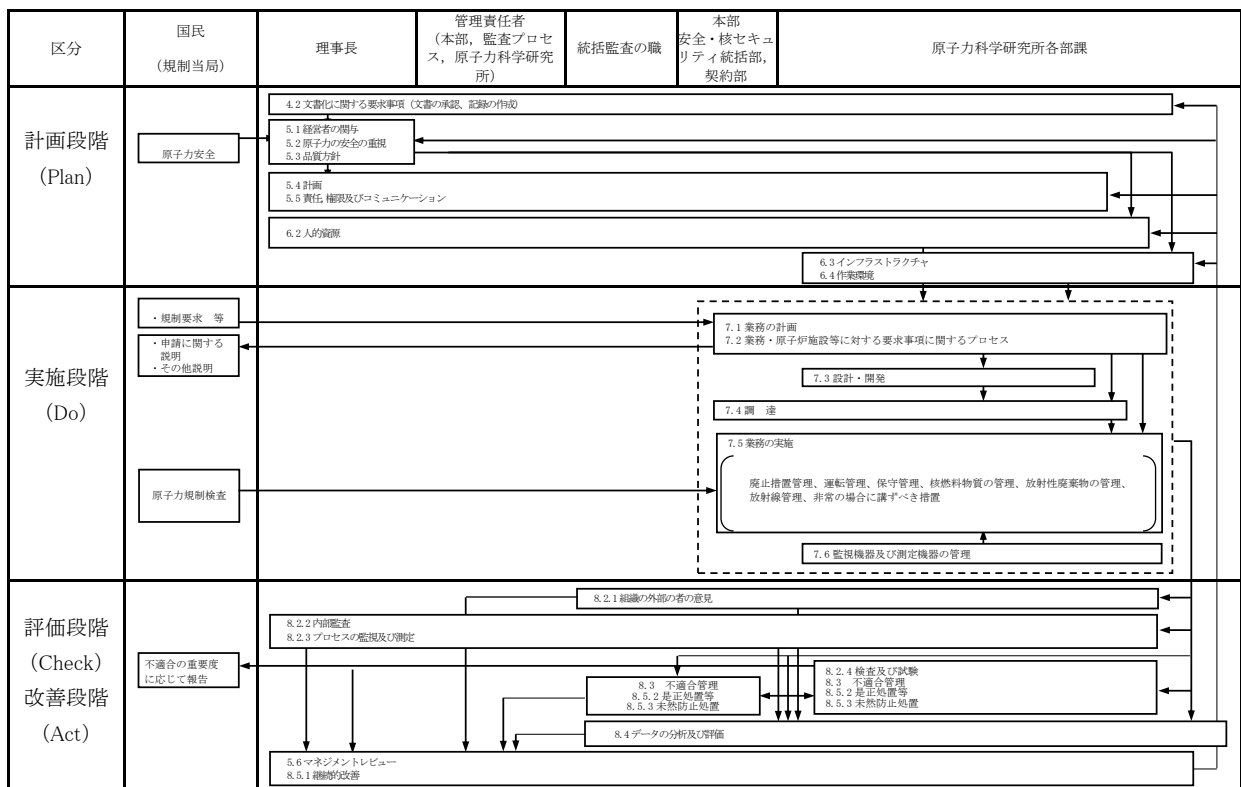 区分
国民
（規制当局）
理事長
管理責任者
（本部，監査プロセ
ス，原子力科学研究
所）
統括監査の職
本部
安全・核セキュ
リティ統括部，
契約部
原子力科学研究所各部課
計画段階
（Plan）
原子力安全
4.2 文書化に関する要求事項（文書の承認、記録の作成）
5.1 経営者の関与
5.2 原子力の安全の重視
5.3 品質方針
5.4 計画
5.5 責任,権限及びコミュニケーション
6.2 人的資源
6.3 インフラストラクチャ
6.4 作業環境
実施段階
（Do）
・規制要求　等
・申請に関する
説明
・その他説明
7.1 業務の計画
7.2 業務・原子炉施設等に対する要求事項に関するプロセス
7.3 設計・開発
7.4 調　達
7.5 業務の実施
原子力規制検査
廃止措置管理、運転管理、保守管理、核燃料物質の管理、放射性廃棄物の管理、
放射線管理、非常の場合に講ずべき措置
7.6 監視機器及び測定機器の管理
評価段階
（Check）
改善段階
（Act）
8.2.1 組織の外部の者の意見
8.2.2 内部監査
8.2.3 プロセスの監視及び測定
不適合の重要度
に応じて報告
8.3　不適合管理
8.5.2 是正処置等
8.5.3 未然防止処置
8.2.4 検査及び試験
8.3　不適合管理
8.5.2 是正処置等
8.5.3 未然防止処置
8.4 データの分析及び評価
5.6 マネジメントレビュー
8.5.1 継続的改善